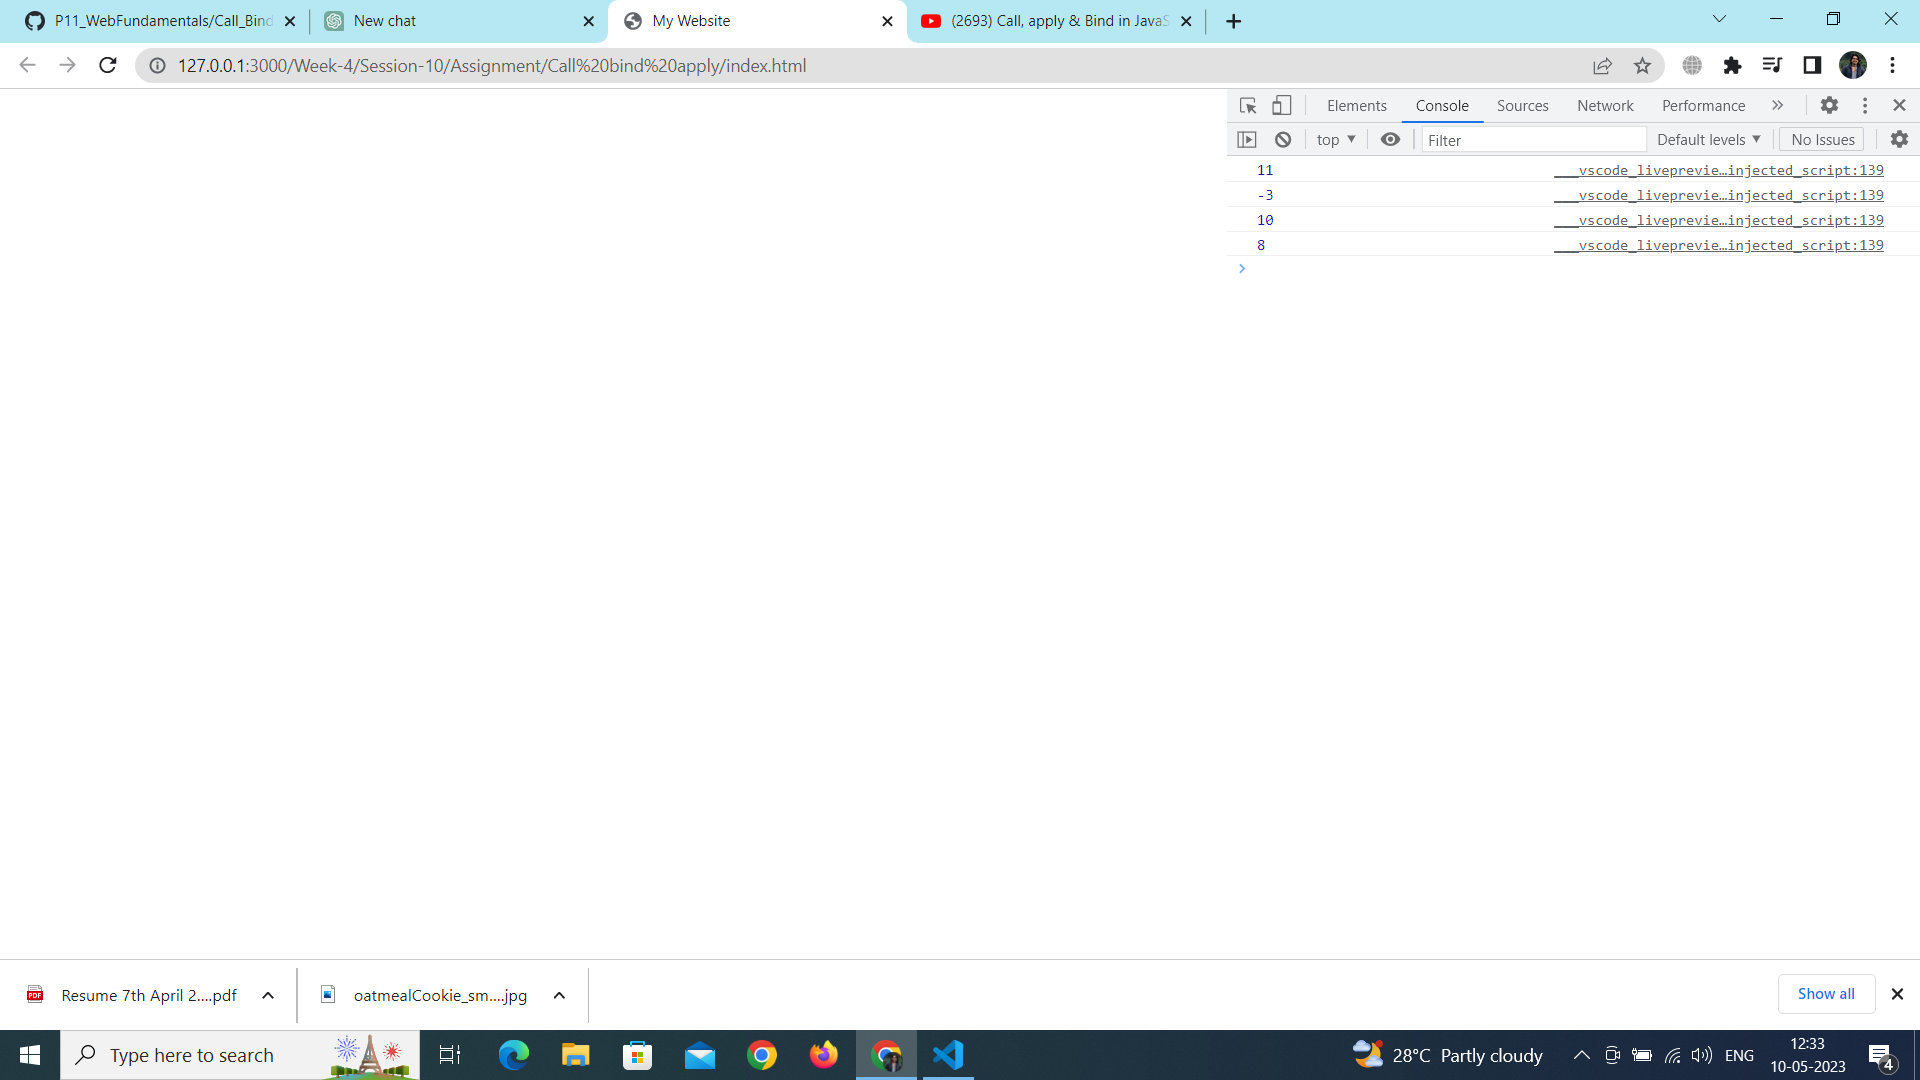 P11_WebFundamentals/Call_Bind
New chat
My Website
(2693) Call, apply & Bind in JavaS
127.0.0.1:3000/Week-4/Session-10/Assignment/Call%20bind%20apply/index.html
Elements Console Sources Network Performance
top ▼ Filter Default levels ▼ No Issues
11 ___vscode_liveprevie…injected_script:139
-3 ___vscode_liveprevie…injected_script:139
10 ___vscode_liveprevie…injected_script:139
8 ___vscode_liveprevie…injected_script:139
PDF
Resume 7th April 2....pdf
oatmealCookie_sm....jpg
Show all
Type here to search
28°C Partly cloudy
ENG
12:33
10-05-2023
4